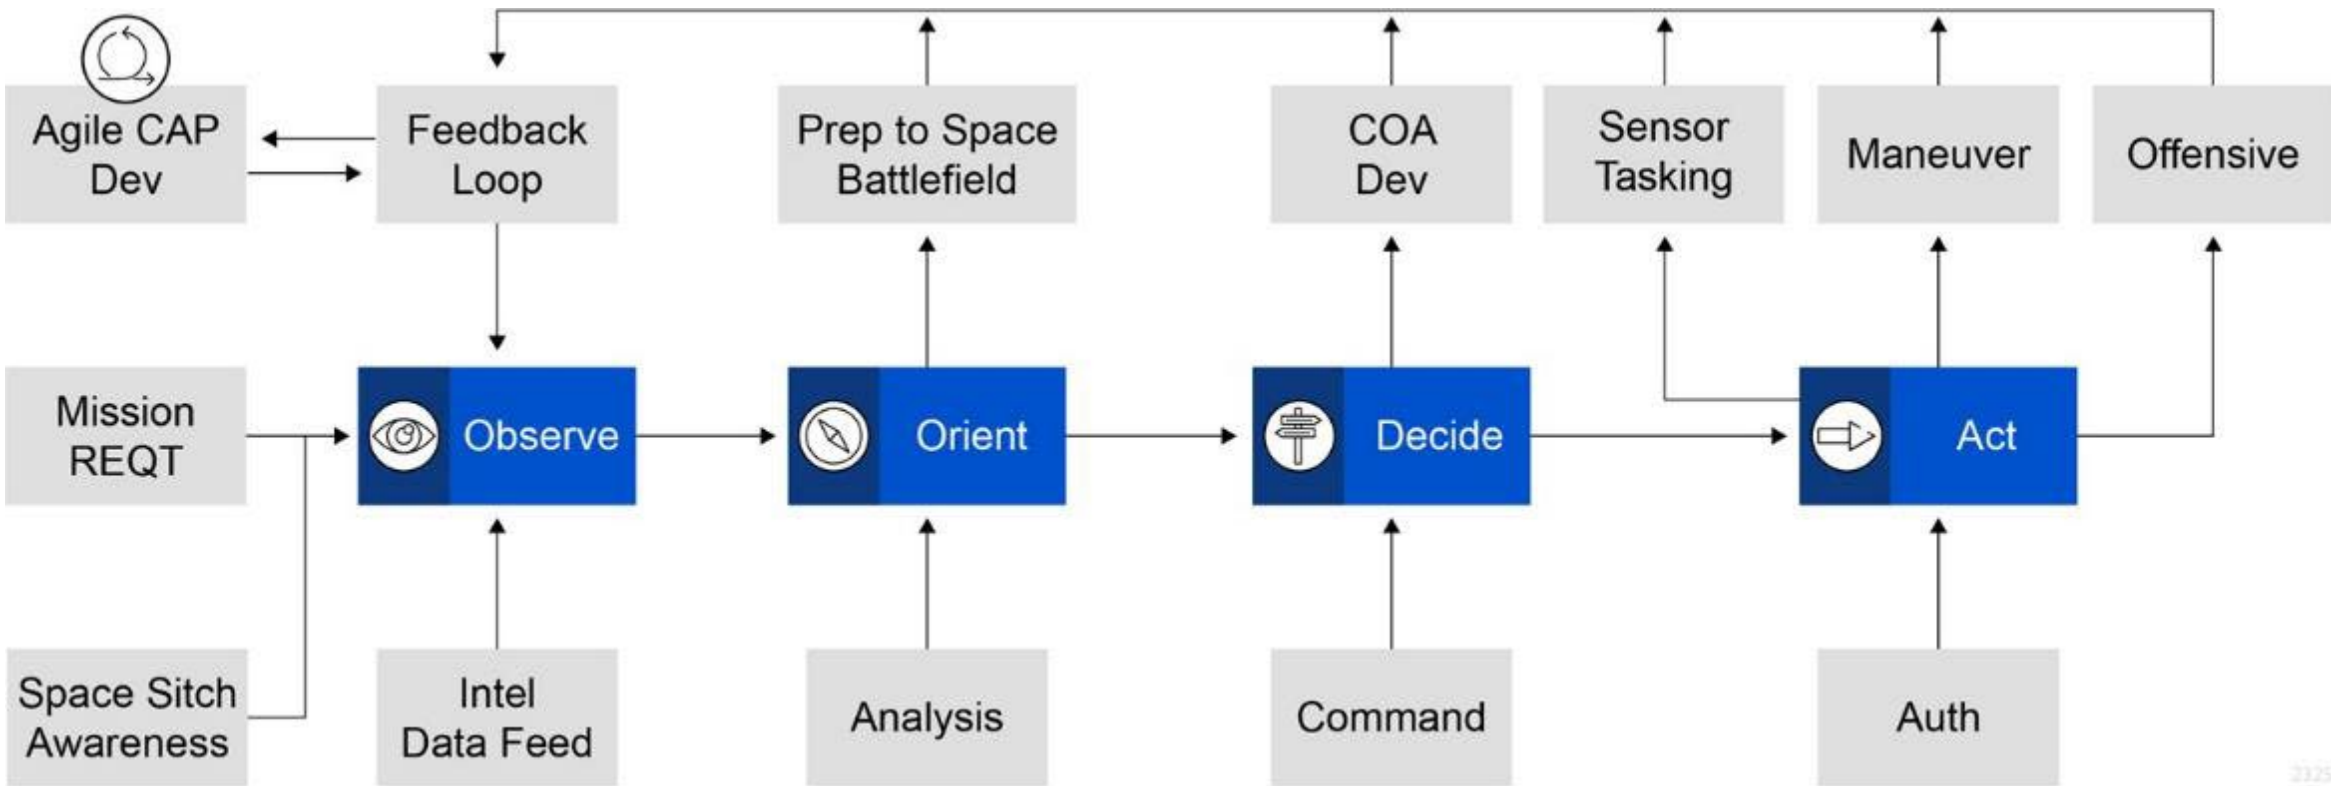 Agile CAP
Dev
Feedback
Loop
Prep to Space
Battlefield
COA
Dev
Sensor
Tasking
Maneuver
Offensive
Mission
REQT
Observe
Orient
Decide
Act
Space Sitch
Awareness
Intel
Data Feed
Analysis
Command
Auth
2325